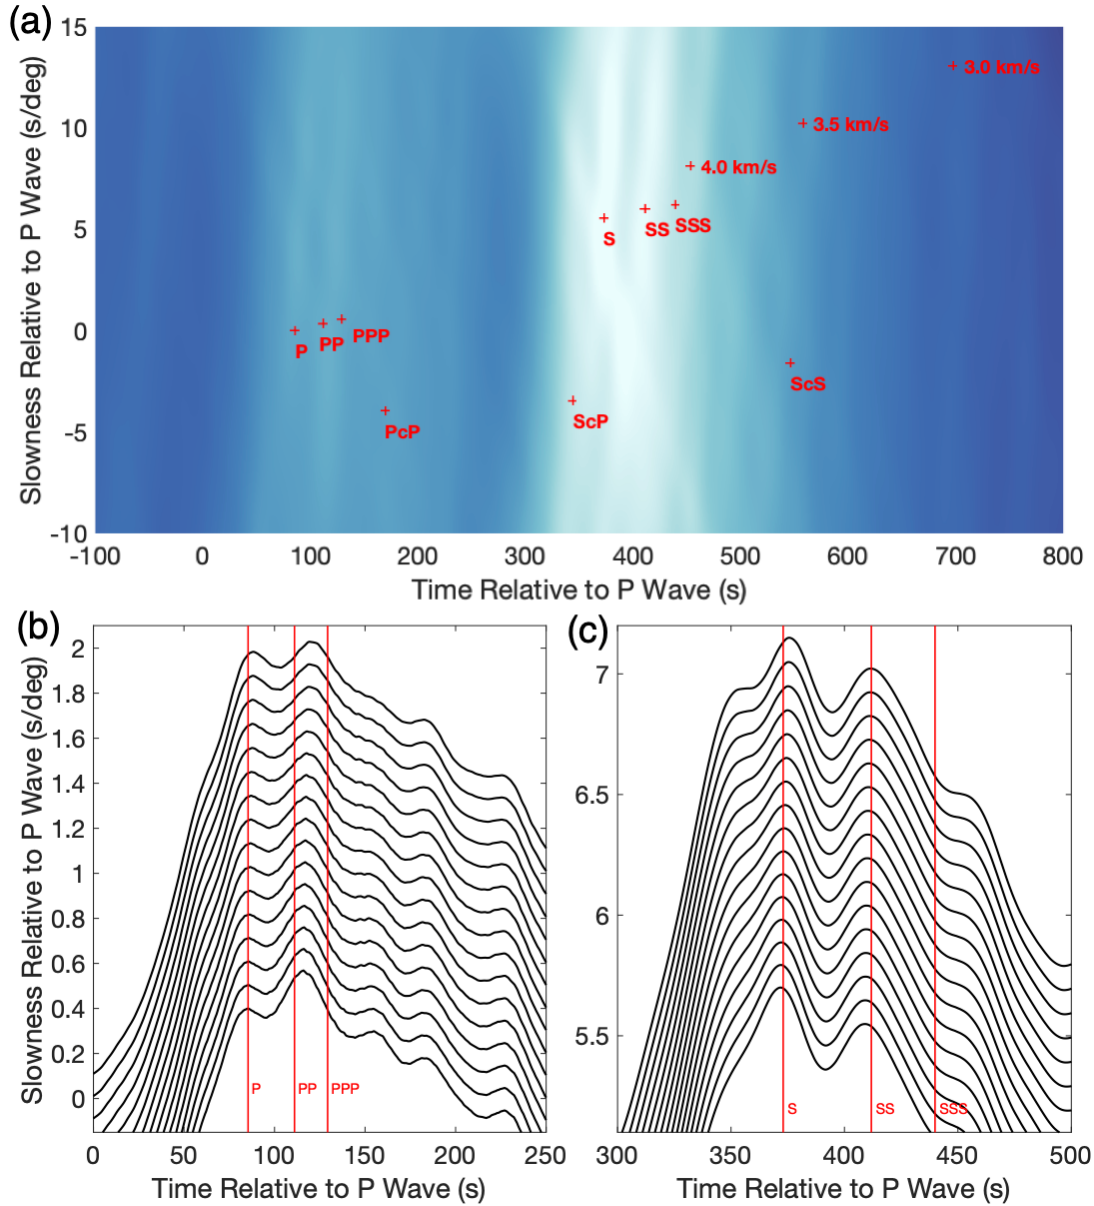 (a)
15
10
5
0
-5
-10
Slowness Relative to P Wave (s/deg)
3.0 km/s
3.5 km/s
4.0 km/s
S
SS
SSS
P
PP
PPP
PcP
ScP
ScS
-100
0
100
200
300
400
500
600
700
800
Time Relative to P Wave (s)
(b)
2
1.8
1.6
1.4
1.2
1
0.8
0.6
0.4
0.2
0
Slowness Relative to P Wave (s/deg)
P
PP
PPP
0
50
100
150
200
250
Time Relative to P Wave (s)
(c)
7
6.5
6
5.5
S
SS
SSS
300
350
400
450
500
Time Relative to P Wave (s)